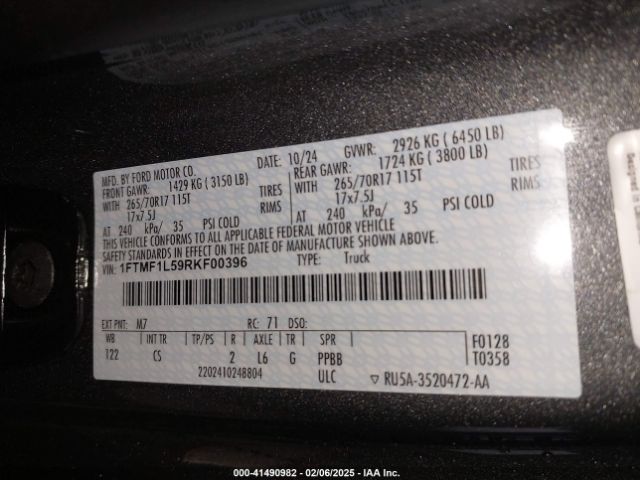 MFD. BY FORD MOTOR CO.
DATE: 10/24 GVWR: 2926 KG ( 6450 LB)
FRONT GAWR: 1429 KG ( 3150 LB)
REAR GAWR: 1724 KG ( 3800 LB)
WITH 265/70R17 115T TIRES
WITH 265/70R17 115T TIRES
17x7.5J RIMS
17x7.5J RIMS
AT 240 kPa/ 35 PSI COLD
AT 240 kPa/ 35 PSI COLD
THIS VEHICLE CONFORMS TO ALL APPLICABLE FEDERAL MOTOR VEHICLE
SAFETY STANDARDS IN EFFECT ON THE DATE OF MANUFACTURE SHOWN ABOVE.
VIN: 1FTMF1L59RKF00396 TYPE: Truck
EXT PNT: M7 RC: 71 DSO:
WB INT TR TP/PS R AXLE TR SPR F0128
122 CS 2 L6 G PPBB T0358
2202410248804 ULC ▽ RU5A-3520472-AA
000-41490982 - 02/06/2025 - IAA Inc.